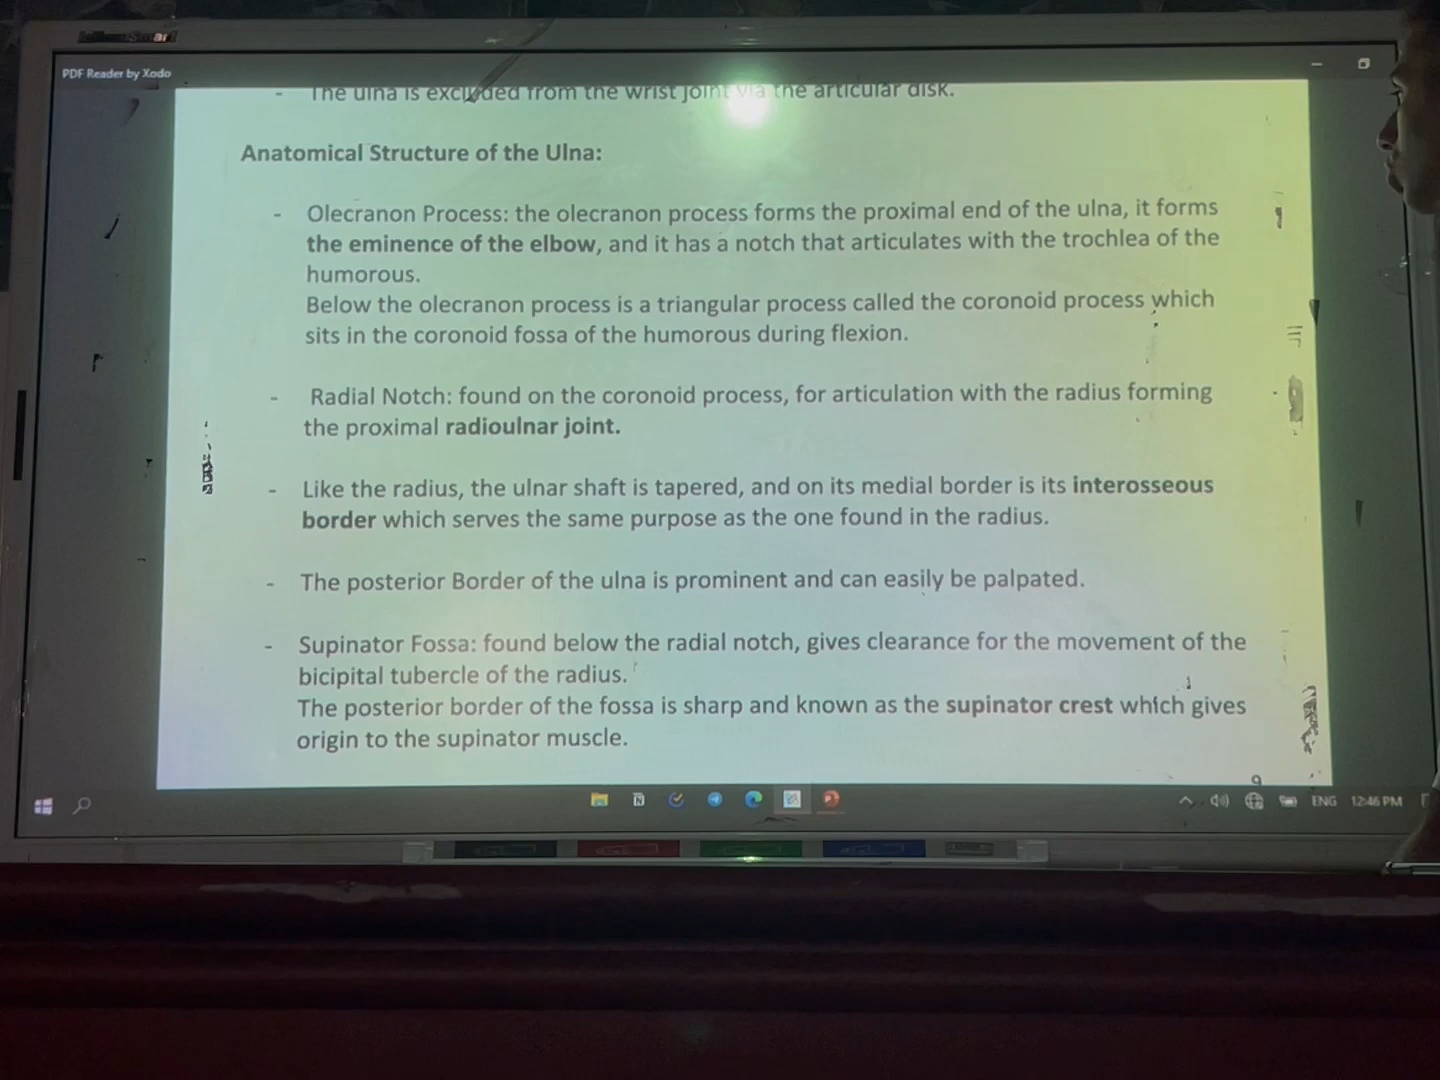 PDF Reader by Xodo
- The ulna is excluded from the wrist joint via the articular disk.
Anatomical Structure of the Ulna:
- Olecranon Process: the olecranon process forms the proximal end of the ulna, it forms
the eminence of the elbow, and it has a notch that articulates with the trochlea of the
humorous.
Below the olecranon process is a triangular process called the coronoid process which
sits in the coronoid fossa of the humorous during flexion.
- Radial Notch: found on the coronoid process, for articulation with the radius forming
the proximal radioulnar joint.
- Like the radius, the ulnar shaft is tapered, and on its medial border is its interosseous
border which serves the same purpose as the one found in the radius.
- The posterior Border of the ulna is prominent and can easily be palpated.
- Supinator Fossa: found below the radial notch, gives clearance for the movement of the
bicipital tubercle of the radius.
The posterior border of the fossa is sharp and known as the supinator crest which gives
origin to the supinator muscle.
ENG 12:46 PM